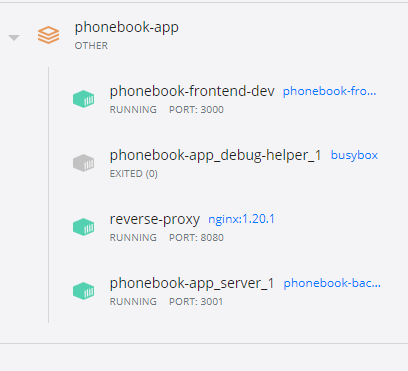 phonebook-app
OTHER
phonebook-frontend-dev phonebook-fro...
RUNNING PORT: 3000
phonebook-app_debug-helper_1 busybox
EXITED (0)
reverse-proxy nginx:1.20.1
RUNNING PORT: 8080
phonebook-app_server_1 phonebook-bac...
RUNNING PORT: 3001